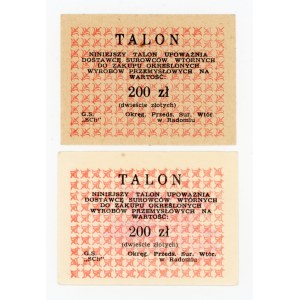 TALON
NINIEJSZY TALON UPOWAŻNIA
DOSTAWCĘ SUROWCÓW WTÓRNYCH
DO ZAKUPU OKREŚLONYCH
WYROBÓW PRZEMYSŁOWYCH NA
WARTOŚĆ:
200 zł
(dwieście złotych)
G.S. Okręg. Przeds. Sur. Wtór.
„SCh” w Radomiu
TALON
NINIEJSZY TALON UPOWAŻNIA
DOSTAWCĘ SUROWCÓW WTÓRNYCH
DO ZAKUPU OKREŚLONYCH
WYROBÓW PRZEMYSŁOWYCH NA
WARTOŚĆ:
200 zł
(dwieście złotych)
G.S. Okręg. Przeds. Sur. Wtór.
„SCh” w Radomiu